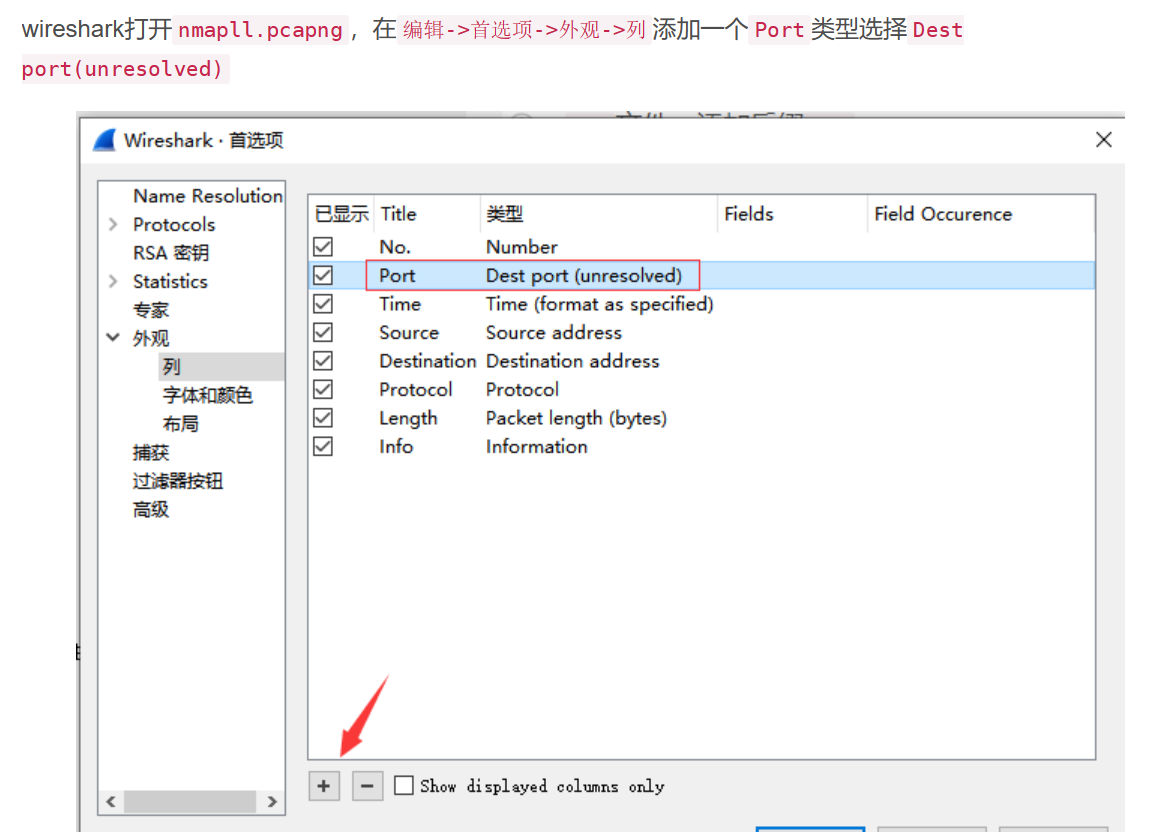 wireshark打开 nmapll.pcapng ，在 编辑->首选项->外观->列 添加一个 Port 类型选择 Dest
port(unresolved)
Wireshark · 首选项
Name Resolution
Protocols
RSA 密钥
Statistics
专家
外观
列
字体和颜色
布局
捕获
过滤器按钮
高级
已显示 Title 类型 Fields Field Occurence
No. Number
Port Dest port (unresolved)
Time Time (format as specified)
Source Source address
Destination Destination address
Protocol Protocol
Length Packet length (bytes)
Info Information
Show displayed columns only